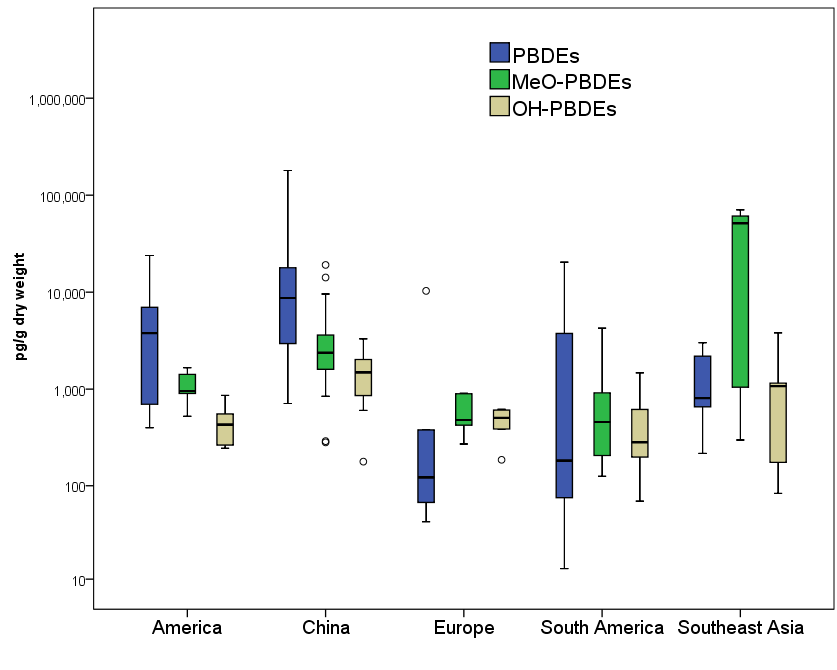 PBDEs
MeO-PBDEs
OH-PBDEs
1,000,000
100,000
10,000
1,000
100
10
pg/g dry weight
America China Europe South America Southeast Asia